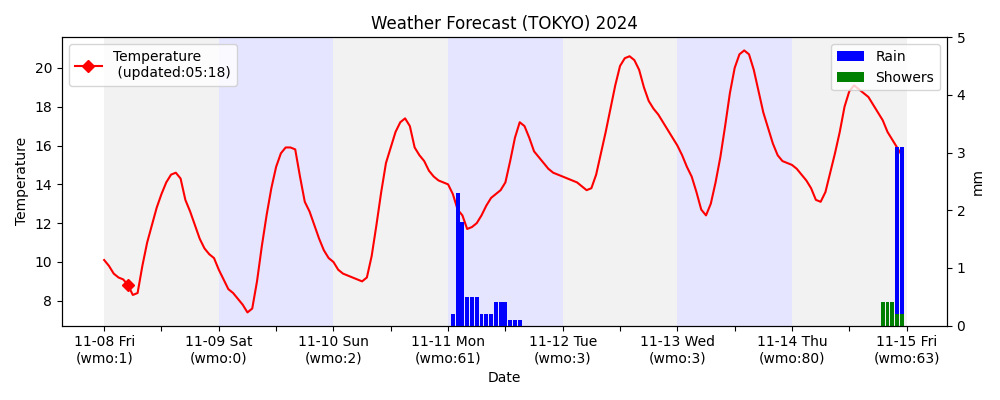 Weather Forecast (TOKYO) 2024
Temperature
(updated:05:18)
Rain
Showers
Temperature
20
18
16
14
12
10
8
5
4
3
2
1
0
mm
11-08 Fri
(wmo:1)
11-09 Sat
(wmo:0)
11-10 Sun
(wmo:2)
11-11 Mon
(wmo:61)
11-12 Tue
(wmo:3)
11-13 Wed
(wmo:3)
11-14 Thu
(wmo:80)
11-15 Fri
(wmo:63)
Date